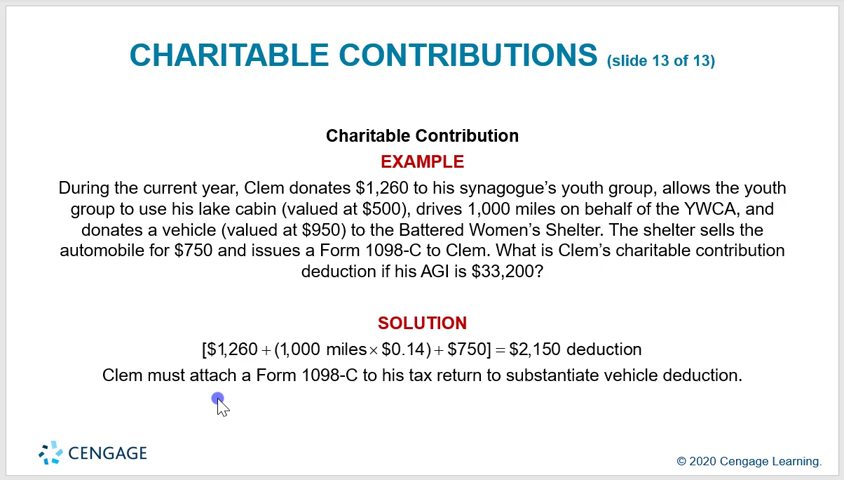 CHARITABLE CONTRIBUTIONS (slide 13 of 13)
Charitable Contribution
EXAMPLE
During the current year, Clem donates $1,260 to his synagogue's youth group, allows the youth
group to use his lake cabin (valued at $500), drives 1,000 miles on behalf of the YWCA, and
donates a vehicle (valued at $950) to the Battered Women's Shelter. The shelter sells the
automobile for $750 and issues a Form 1098-C to Clem. What is Clem's charitable contribution
deduction if his AGI is $33,200?
SOLUTION
[$1,260 + (1,000 miles × $0.14) + $750] = $2,150 deduction
Clem must attach a Form 1098-C to his tax return to substantiate vehicle deduction.
CENGAGE
© 2020 Cengage Learning.